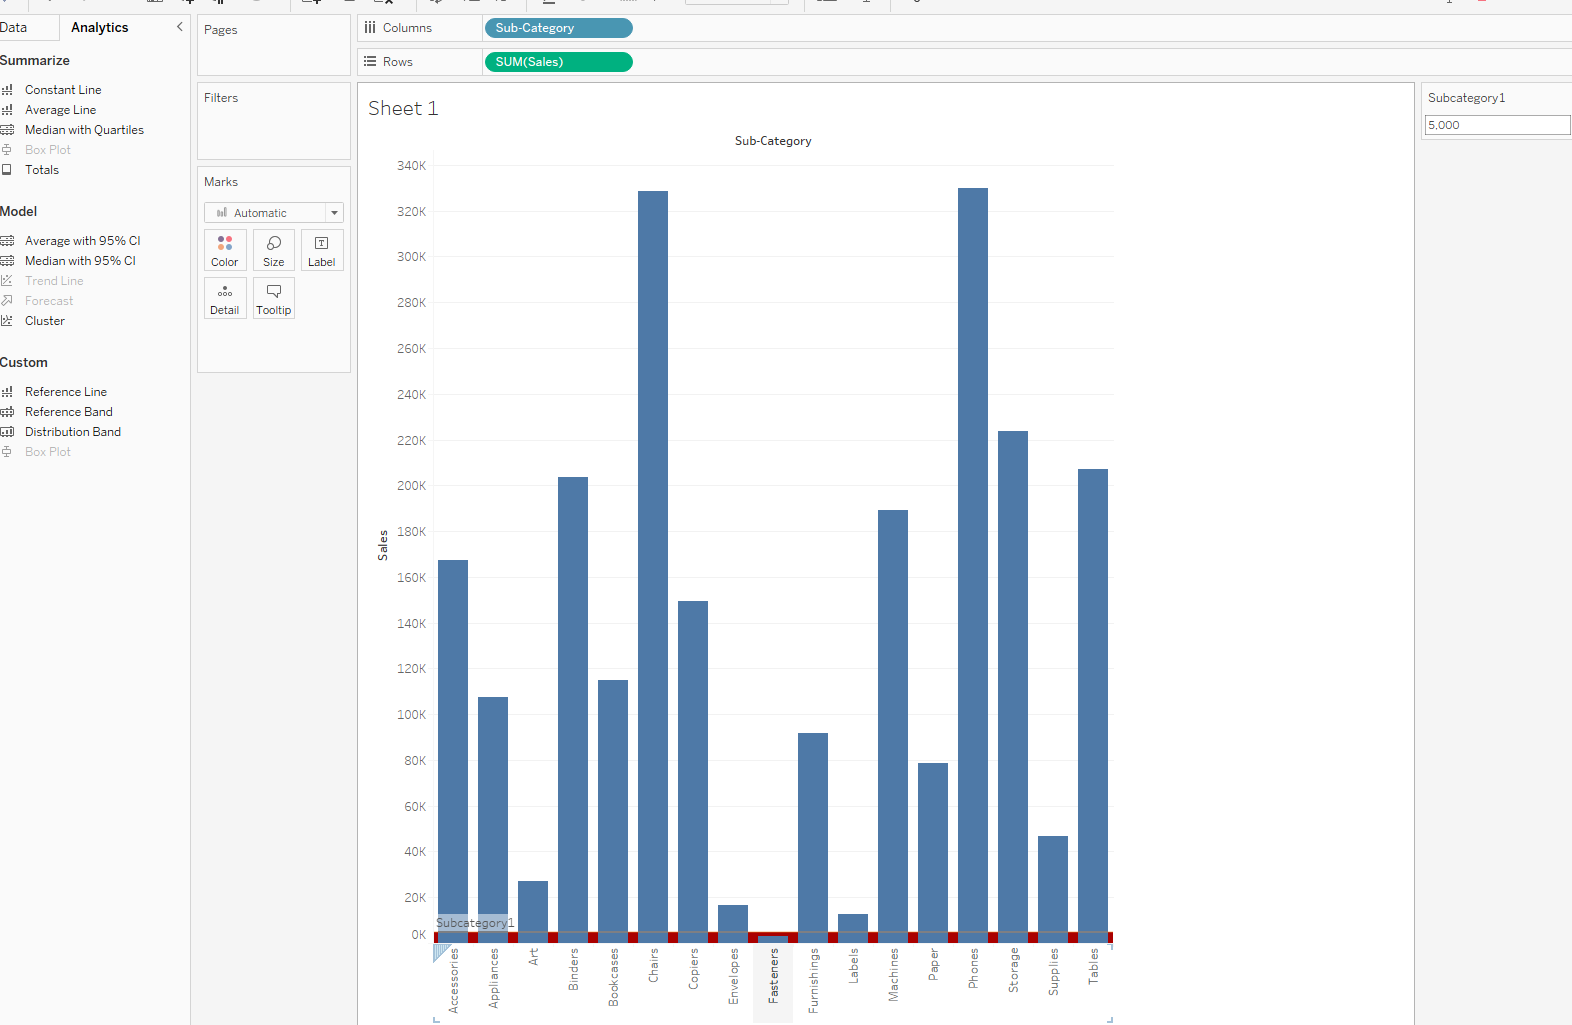 Data
Analytics
Summarize
Constant Line
Average Line
Median with Quartiles
Box Plot
Totals
Model
Average with 95% CI
Median with 95% CI
Trend Line
Forecast
Cluster
Custom
Reference Line
Reference Band
Distribution Band
Box Plot
Pages
Filters
Marks
Automatic
Color
Size
Label
Detail
Tooltip
Columns
Sub-Category
Rows
SUM(Sales)
Sheet 1
Sub-Category
340K
320K
300K
280K
260K
240K
220K
200K
180K
160K
140K
120K
100K
80K
60K
40K
20K
0K
Sales
Subcategory1
Accessories
Appliances
Art
Binders
Bookcases
Chairs
Copiers
Envelopes
Fasteners
Furnishings
Labels
Machines
Paper
Phones
Storage
Supplies
Tables
Subcategory1
5,000